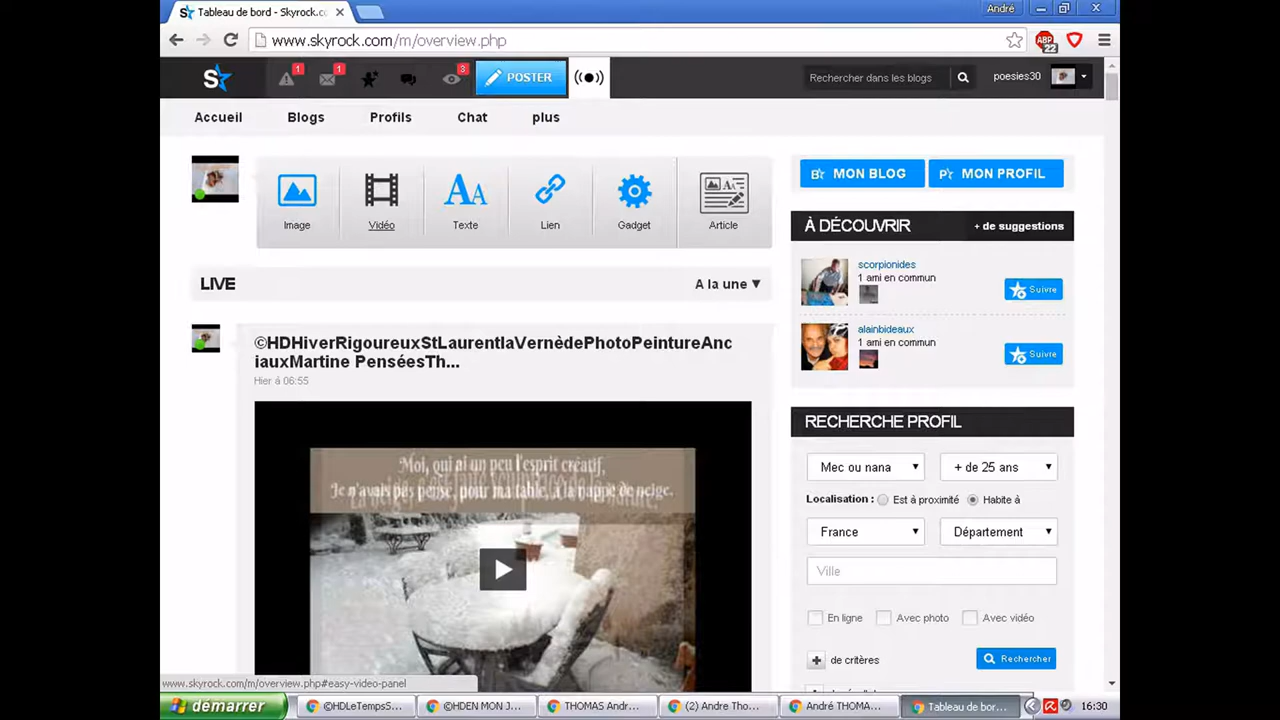 Tableau de bord - Skyrock.co
André
www.skyrock.com/m/overview.php
ABP
22
1
1
3
POSTER
Rechercher dans les blogs
poesies30
Accueil
Blogs
Profils
Chat
plus
Image
Vidéo
Texte
Lien
Gadget
Article
MON BLOG
MON PROFIL
À DÉCOUVRIR
+ de suggestions
scorpionides
1 ami en commun
Suivre
alainbideaux
1 ami en commun
Suivre
LIVE
A la une ▼
©HDHiverRigoureuxStLaurentlaVernèdePhotoPeintureAnc
iauxMartine PenséesTh...
Hier á 06:55
Moi, qui ai un peu l'esprit créatif,
Je n'avais pas pensé, pour ma table, à la nappe de neige.
RECHERCHE PROFIL
Mec ou nana
+ de 25 ans
Localisation :
Est à proximité
Habite à
France
Département
Ville
En ligne
Avec photo
Avec vidéo
de critères
Rechercher
www.skyrock.com/m/overview.php#easy-video-panel
démarrer
©HDLeTempsS...
©HDEN MON J...
THOMAS Andr...
(2) Andre Tho...
André THOMA...
Tableau de bor...
16:30